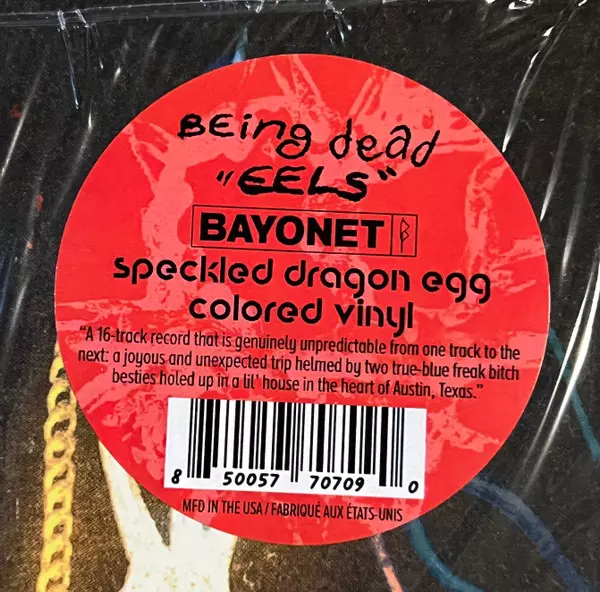 BEing dead
"EELS"
BAYONET
speckled dragon egg
colored vinyl
"A 16-track record that is genuinely unpredictable from one track to the
next: a joyous and unexpected trip helmed by two true-blue freak bitch
besties holed up in a lil' house in the heart of Austin, Texas."
8 50057 70709 0
MFD IN THE USA / FABRIQUÉ AUX ÉTATS-UNIS